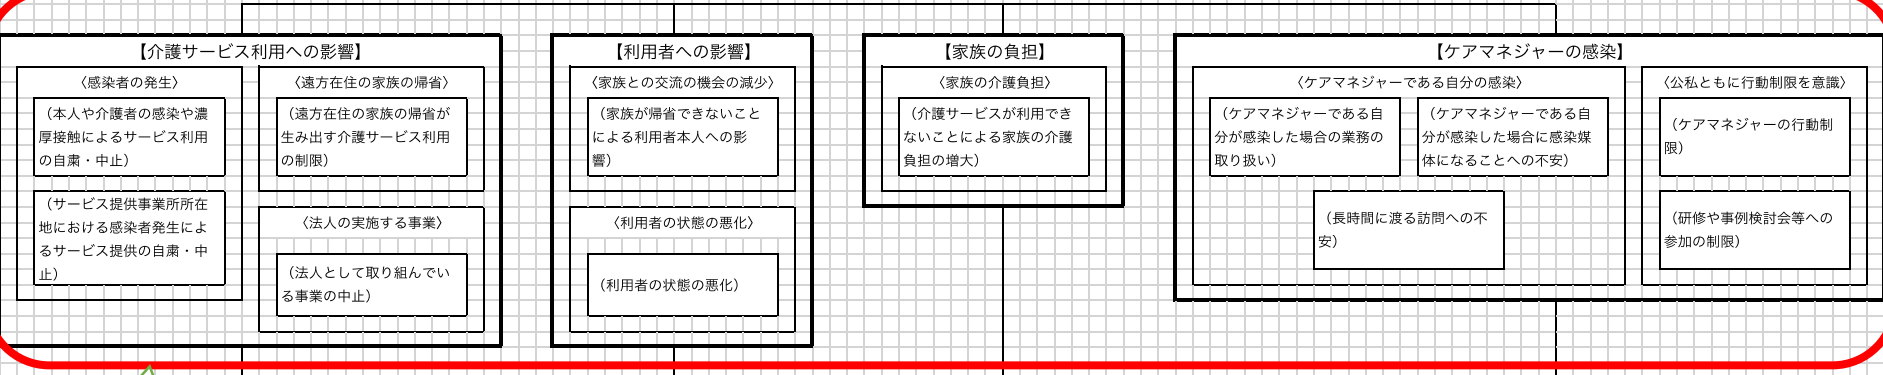 【介護サービス利用への影響】
〈感染者の発生〉
（本人や介護者の感染や濃
厚接触によるサービス利用
の自粛・中止）
（サービス提供事業所所在
地における感染者発生によ
るサービス提供の自粛・中
止）
〈遠方在住の家族の帰省〉
（遠方在住の家族の帰省が
生み出す介護サービス利用
の制限）
〈法人の実施する事業〉
（法人として取り組んでい
る事業の中止）
【利用者への影響】
〈家族との交流の機会の減少〉
（家族が帰省できないこと
による利用者本人への影
響）
〈利用者の状態の悪化〉
（利用者の状態の悪化）
【家族の負担】
〈家族の介護負担〉
（介護サービスが利用でき
ないことによる家族の介護
負担の増大）
【ケアマネジャーの感染】
〈ケアマネジャーである自分の感染〉
（ケアマネジャーである自
分が感染した場合の業務の
取り扱い）
（ケアマネジャーである自
分が感染した場合に感染媒
体になることへの不安）
（長時間に渡る訪問への不
安）
〈公私ともに行動制限を意識〉
（ケアマネジャーの行動制
限）
（研修や事例検討会等への
参加の制限）